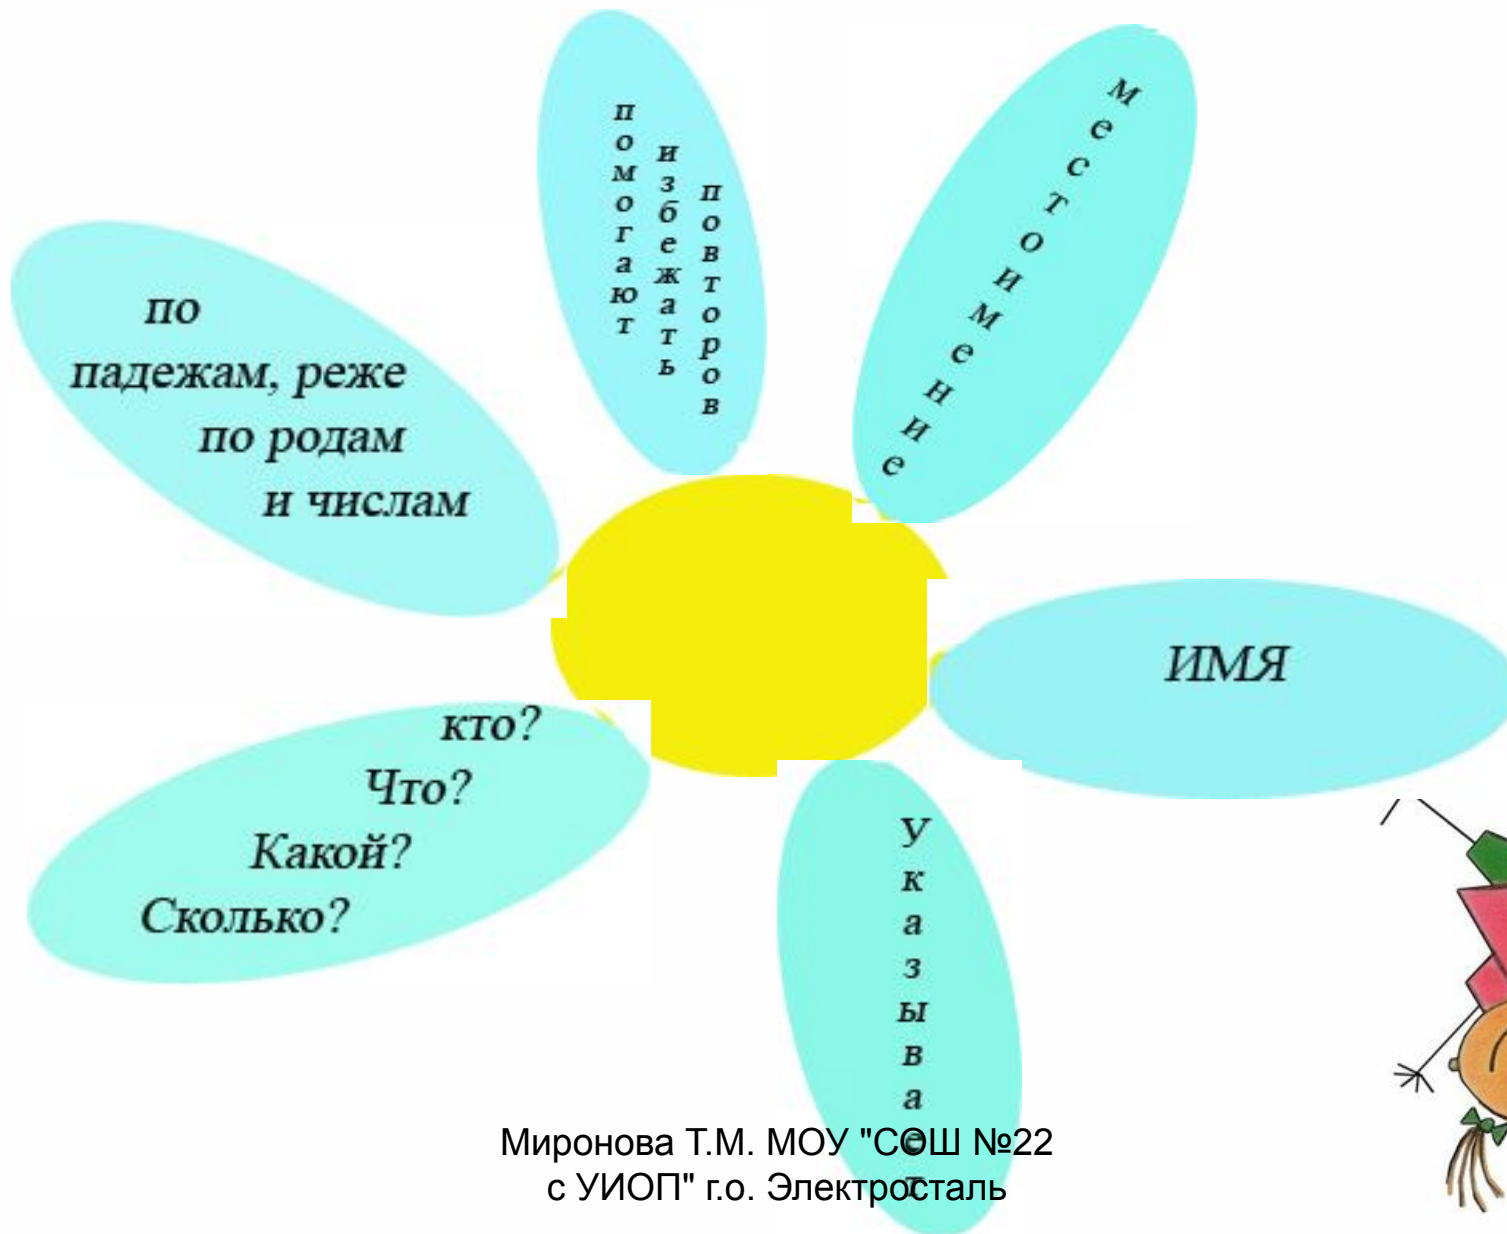 помогают
избежать
повторов
местоимение
по
падежам, реже
по родам
и числам
ИМЯ
кто?
Что?
Какой?
Сколько?
Указывает
Миронова Т.М. МОУ "СОШ №22
с УИОП" г.о. Электросталь